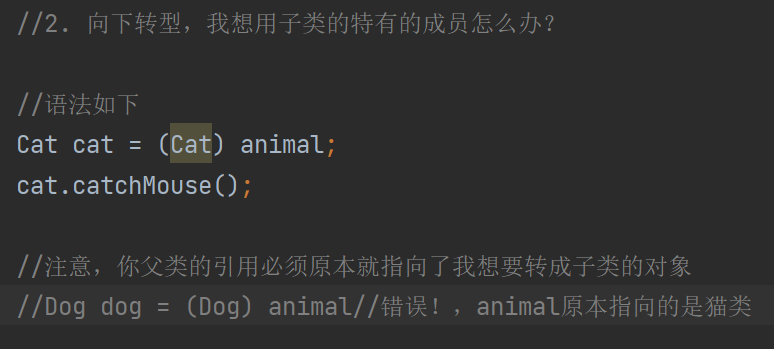 //2. 向下转型，我想用子类的特有的成员怎么办？
//语法如下
Cat cat = (Cat) animal;
cat.catchMouse();
//注意，你父类的引用必须原本就指向了我想要转成子类的对象
//Dog dog = (Dog) animal//错误！，animal原本指向的是猫类